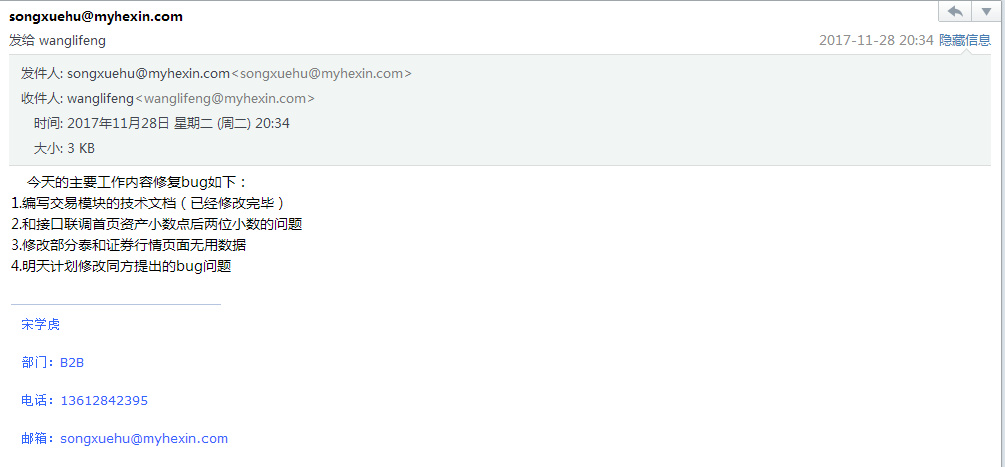 songxuehu@myhexin.com
发给 wanglifeng 2017-11-28 20:34 隐藏信息
发件人: songxuehu@myhexin.com<songxuehu@myhexin.com>
收件人: wanglifeng<wanglifeng@myhexin.com>
时间: 2017年11月28日 星期二 (周二) 20:34
大小: 3 KB
今天的主要工作内容修复bug如下：
1.编写交易模块的技术文档（已经修改完毕）
2.和接口联调首页资产小数点后两位小数的问题
3.修改部分泰和证券行情页面无用数据
4.明天计划修改同方提出的bug问题
宋学虎
部门：B2B
电话：13612842395
邮箱：songxuehu@myhexin.com